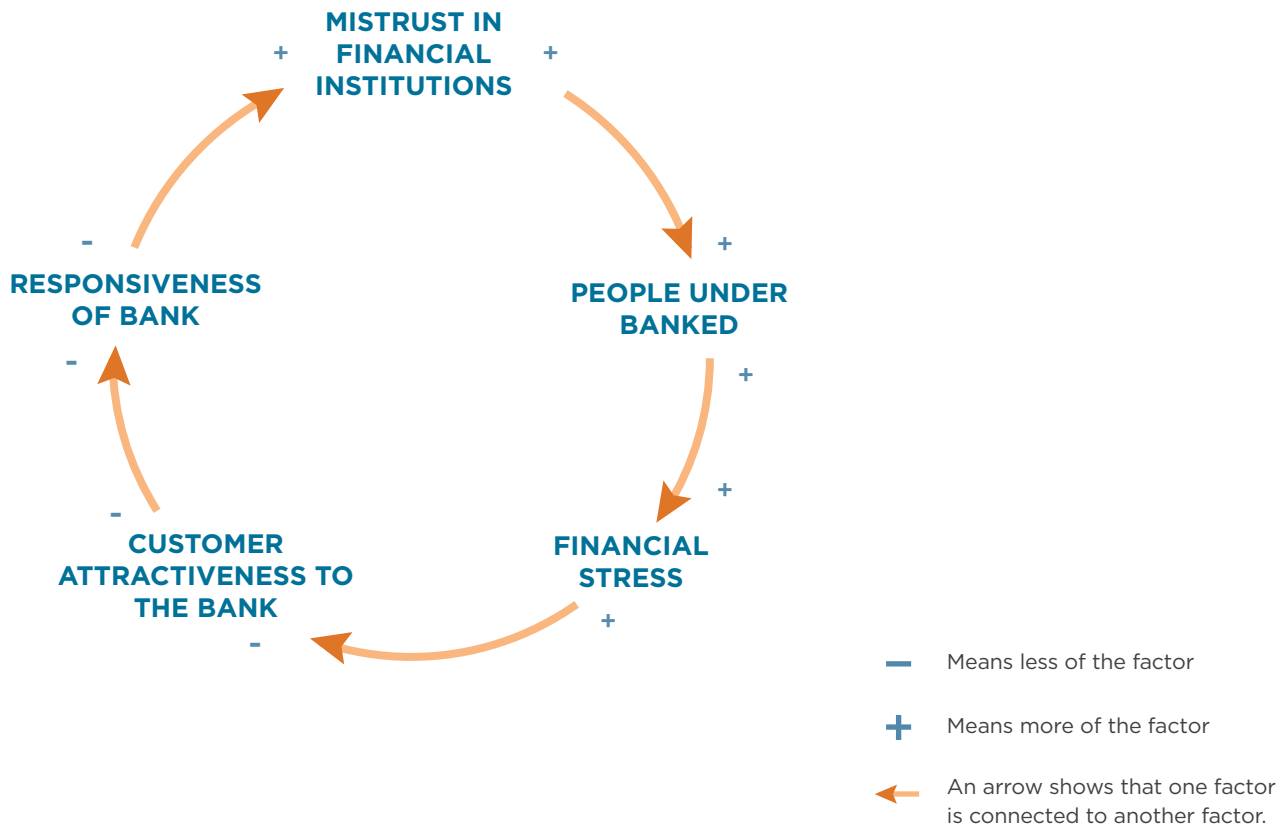 MISTRUST IN
FINANCIAL
INSTITUTIONS
+
+
PEOPLE UNDER
BANKED
+
+
FINANCIAL
STRESS
+
+
CUSTOMER
ATTRACTIVENESS TO
THE BANK
-
-
RESPONSIVENESS
OF BANK
-
-
Means less of the factor
+ Means more of the factor
An arrow shows that one factor
is connected to another factor.